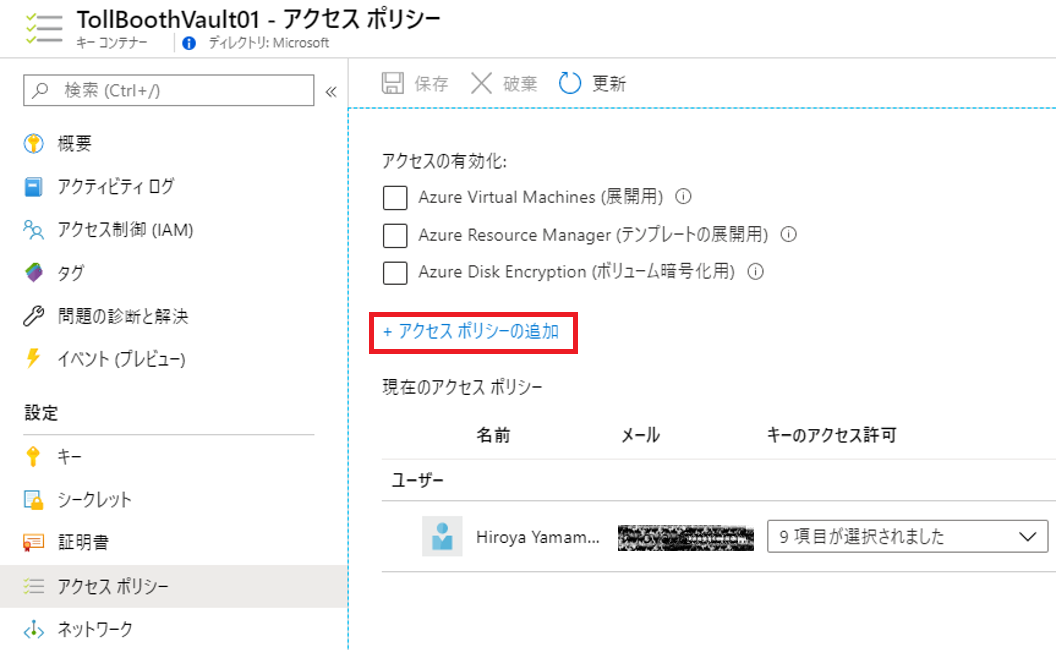 TollBoothVault01 - アクセス ポリシー
キー コンテナー ディレクトリ: Microsoft
検索 (Ctrl+/)
«
保存 破棄 更新
概要
アクティビティ ログ
アクセス制御 (IAM)
タグ
問題の診断と解決
イベント (プレビュー)
設定
キー
シークレット
証明書
アクセス ポリシー
ネットワーク
アクセスの有効化:
Azure Virtual Machines (展開用)
Azure Resource Manager (テンプレートの展開用)
Azure Disk Encryption (ボリューム暗号化用)
+ アクセス ポリシーの追加
現在のアクセス ポリシー
名前 メール キーのアクセス許可
ユーザー
Hiroya Yamam... 9 項目が選択されました